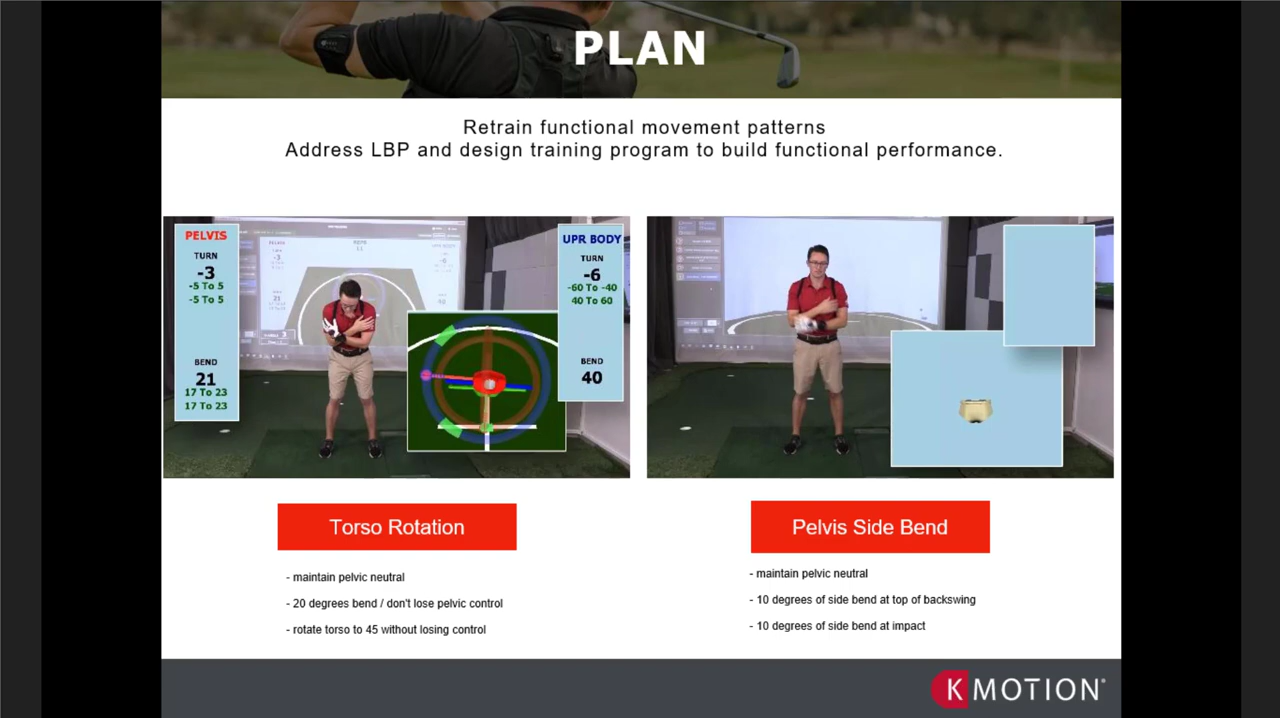 PLAN
Retrain functional movement patterns
Address LBP and design training program to build functional performance.
PELVIS
TURN
-3
-5 To 5
-5 To 5
BEND
21
17 To 23
17 To 23
UPR BODY
TURN
-6
-60 To -40
40 To 60
BEND
40
Torso Rotation
- maintain pelvic neutral
- 20 degrees bend / don't lose pelvic control
- rotate torso to 45 without losing control
Pelvis Side Bend
- maintain pelvic neutral
- 10 degrees of side bend at top of backswing
- 10 degrees of side bend at impact
K MOTION